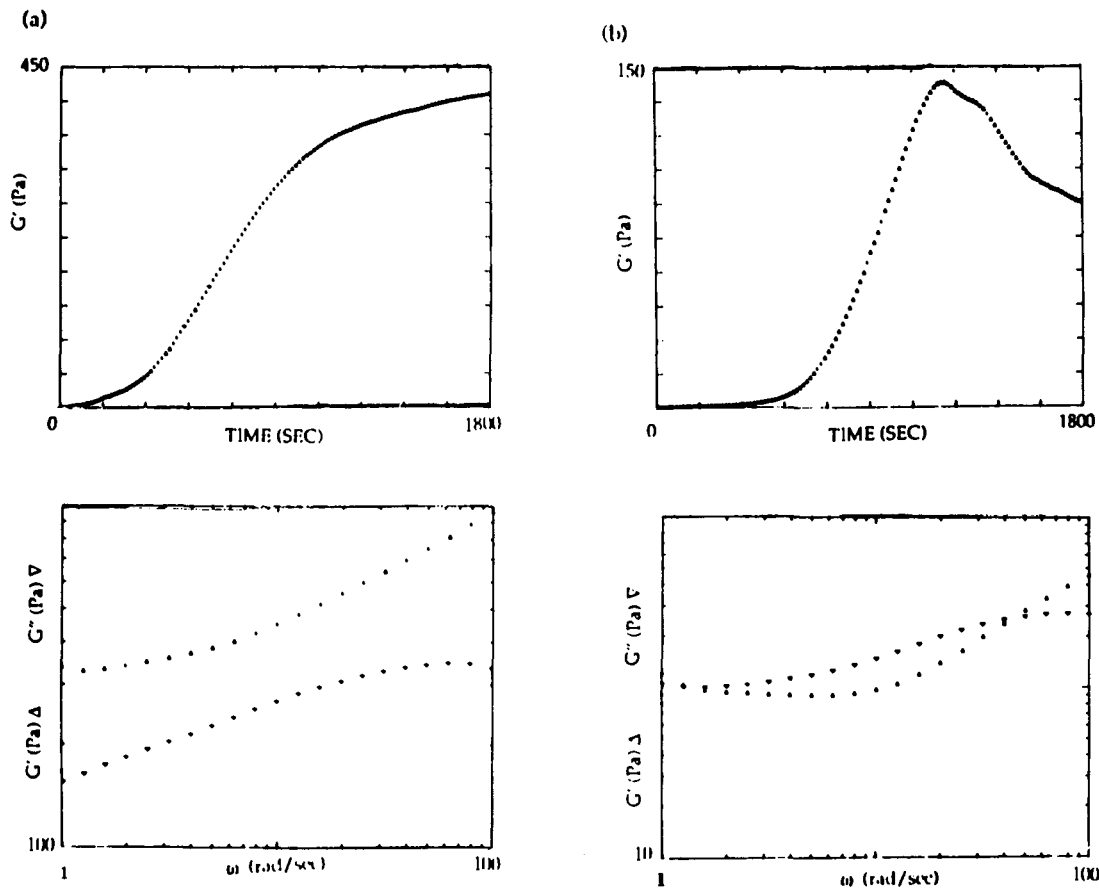 (a)
450
G' (Pa)
0
1800
TIME (SEC)
(b)
150
G' (Pa)
0
1800
TIME (SEC)
G' (Pa) Δ G'' (Pa) ∇
100
1
100
ω (rad/sec)
G' (Pa) Δ G'' (Pa) ∇
10
1
100
ω (rad/sec)